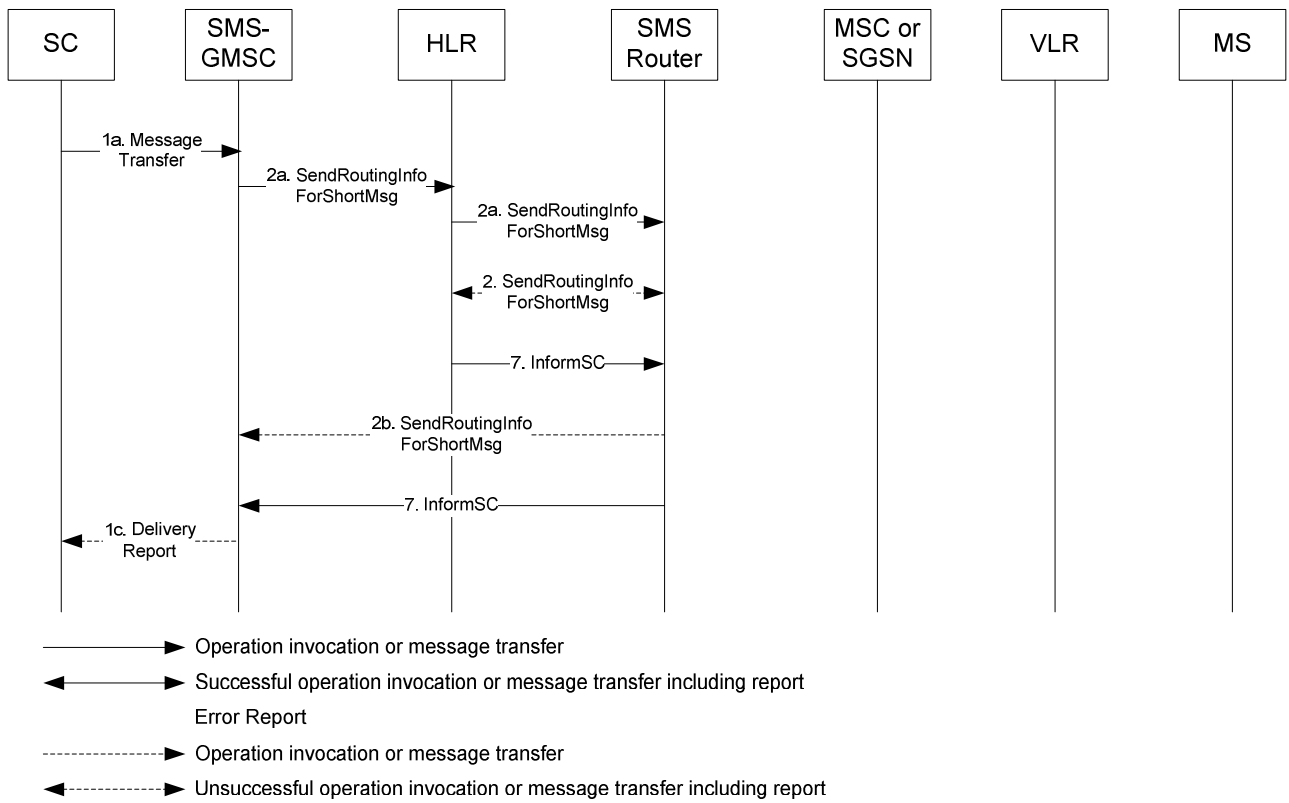 SC
SMS-
GMSC
HLR
SMS
Router
MSC or
SGSN
VLR
MS
1a. Message
Transfer
2a. SendRoutingInfo
ForShortMsg
2a. SendRoutingInfo
ForShortMsg
2. SendRoutingInfo
ForShortMsg
7. InformSC
2b. SendRoutingInfo
ForShortMsg
7. InformSC
1c. Delivery
Report
Operation invocation or message transfer
Successful operation invocation or message transfer including report
Error Report
Operation invocation or message transfer
Unsuccessful operation invocation or message transfer including report